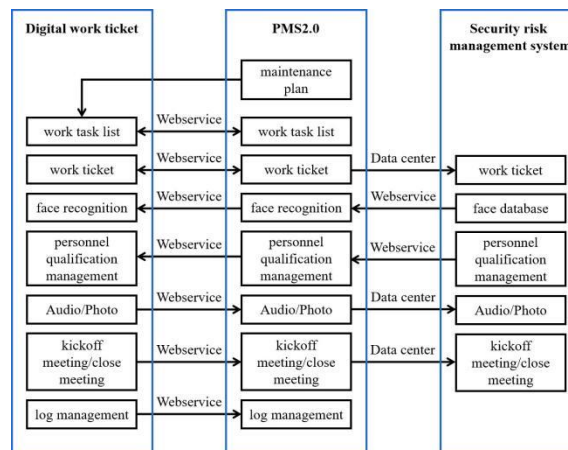 Digital work ticket
PMS2.0
Security risk
management system
maintenance
plan
work task list
Webservice
work task list
work ticket
Webservice
work ticket
Data center
work ticket
face recognition
Webservice
face recognition
Webservice
face database
personnel
qualification
management
Webservice
personnel
qualification
management
Webservice
personnel
qualification
management
Audio/Photo
Webservice
Audio/Photo
Data center
Audio/Photo
kickoff
meeting/close
meeting
Webservice
kickoff
meeting/close
meeting
Data center
kickoff
meeting/close
meeting
log management
Webservice
log management